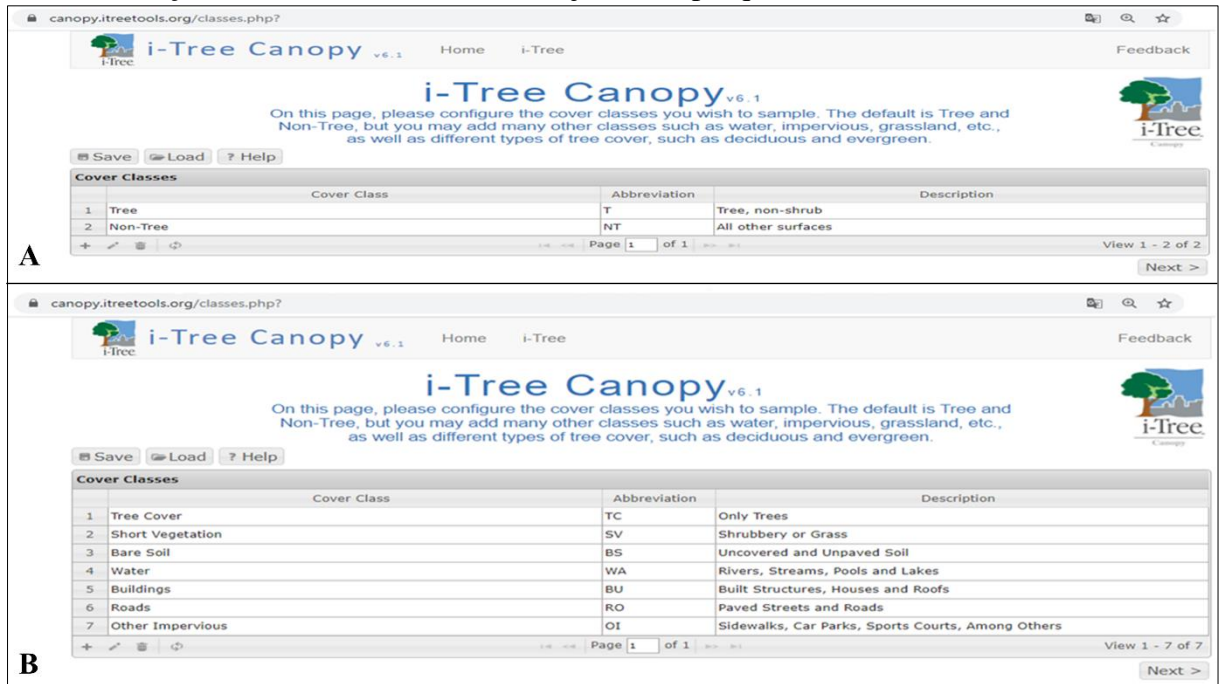 canopy.itreetools.org/classes.php?
i-Tree
i-Tree Canopy v6.1 Home i-Tree Feedback
i-Tree Canopy v6.1
On this page, please configure the cover classes you wish to sample. The default is Tree and
Non-Tree, but you may add many other classes such as water, impervious, grassland, etc.,
as well as different types of tree cover, such as deciduous and evergreen.
i-Tree
Canopy
Save Load ? Help
Cover Classes
Cover Class Abbreviation Description
1 Tree T Tree, non-shrub
2 Non-Tree NT All other surfaces
Page 1 of 1 View 1 - 2 of 2
A
Next >
canopy.itreetools.org/classes.php?
i-Tree
i-Tree Canopy v6.1 Home i-Tree Feedback
i-Tree Canopy v6.1
On this page, please configure the cover classes you wish to sample. The default is Tree and
Non-Tree, but you may add many other classes such as water, impervious, grassland, etc.,
as well as different types of tree cover, such as deciduous and evergreen.
i-Tree
Canopy
Save Load ? Help
Cover Classes
Cover Class Abbreviation Description
1 Tree Cover TC Only Trees
2 Short Vegetation SV Shrubbery or Grass
3 Bare Soil BS Uncovered and Unpaved Soil
4 Water WA Rivers, Streams, Pools and Lakes
5 Buildings BU Built Structures, Houses and Roofs
6 Roads RO Paved Streets and Roads
7 Other Impervious OI Sidewalks, Car Parks, Sports Courts, Among Others
Page 1 of 1 View 1 - 7 of 7
B
Next >